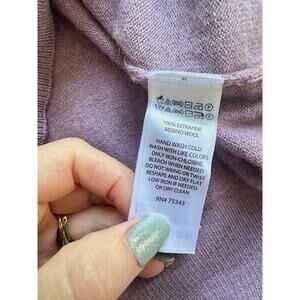 100% EXTRAFINE
MERINO WOOL
HAND WASH COLD
WASH WITH LIKE COLORS
ONLY NON-CHLORINE
BLEACH WHEN NEEDED
DO NOT WRING OR TWIST
RESHAPE AND DRY FLAT
LOW IRON IF NEEDED
OR DRY CLEAN
RN# 75343